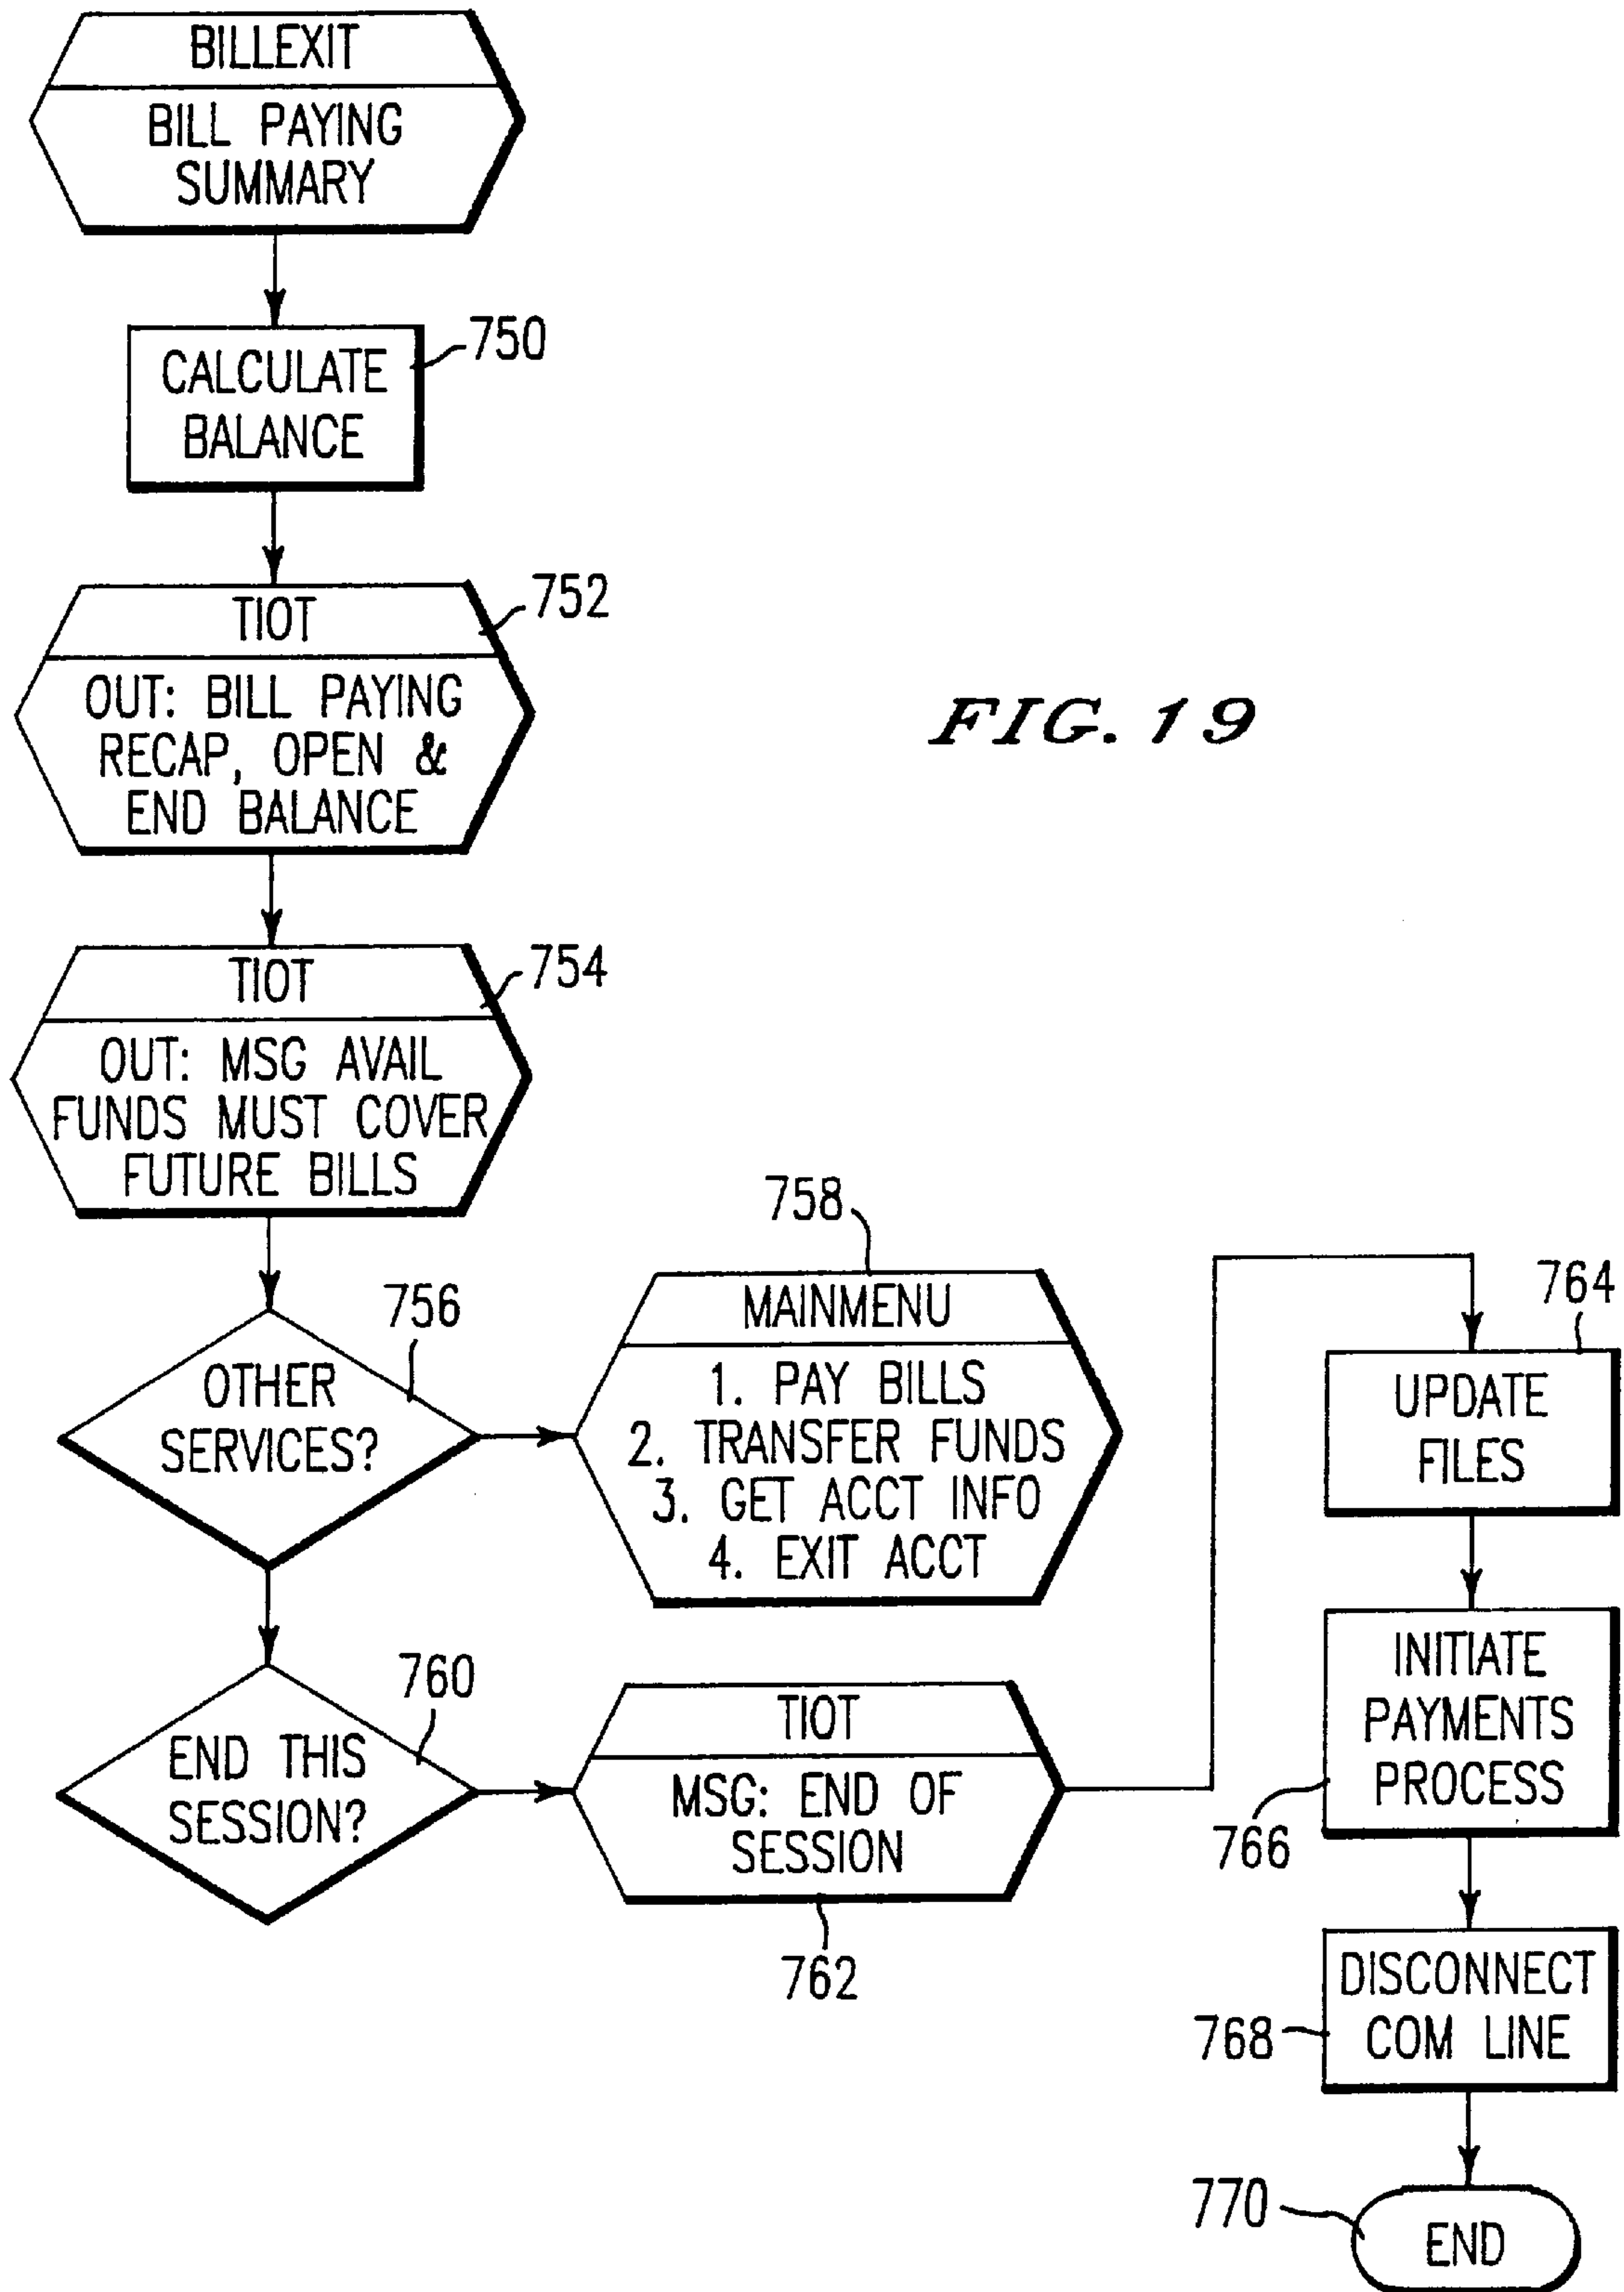 BILLEXIT
BILL PAYING
SUMMARY
750
CALCULATE
BALANCE
752
TIOT
OUT: BILL PAYING
RECAP, OPEN &
END BALANCE
FIG. 19
754
TIOT
OUT: MSG AVAIL
FUNDS MUST COVER
FUTURE BILLS
756
OTHER
SERVICES?
758
MAINMENU
1. PAY BILLS
2. TRANSFER FUNDS
3. GET ACCT INFO
4. EXIT ACCT
760
END THIS
SESSION?
TIOT
MSG: END OF
SESSION
762
764
UPDATE
FILES
INITIATE
PAYMENTS
PROCESS
766
DISCONNECT
COM LINE
768
770
END